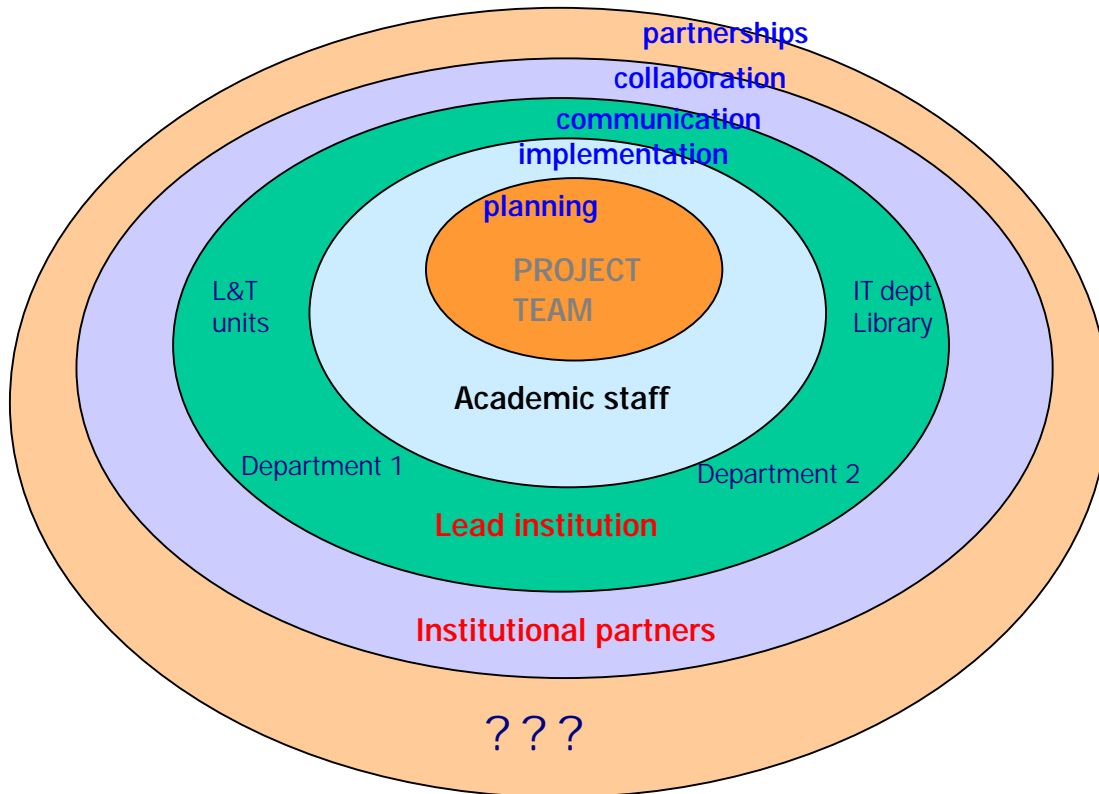 partnerships
collaboration
communication
implementation
planning
PROJECT
TEAM
L&T
units
IT dept
Library
Academic staff
Department 1
Department 2
Lead institution
Institutional partners
? ? ?